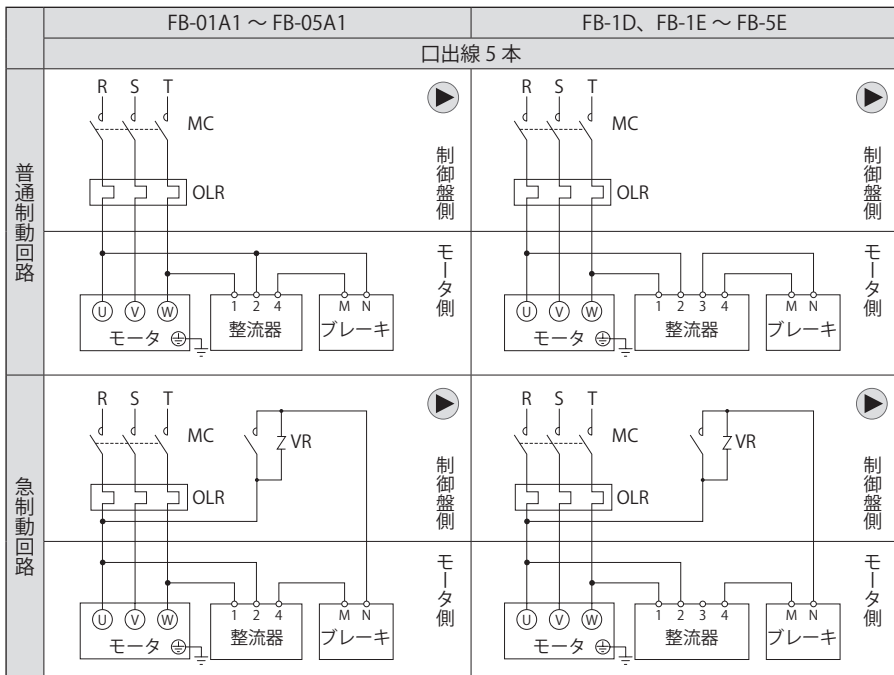 FB-01A1 ～ FB-05A1
FB-1D、FB-1E ～ FB-5E
口出線 5 本
普通制動回路
R S T
MC
OLR
制御盤側
モータ側
U V W
モータ
1 2 4
整流器
M N
ブレーキ
R S T
MC
OLR
制御盤側
モータ側
U V W
モータ
1 2 3 4
整流器
M N
ブレーキ
急制動回路
R S T
MC
VR
OLR
制御盤側
モータ側
U V W
モータ
1 2 4
整流器
M N
ブレーキ
R S T
MC
VR
OLR
制御盤側
モータ側
U V W
モータ
1 2 3 4
整流器
M N
ブレーキ